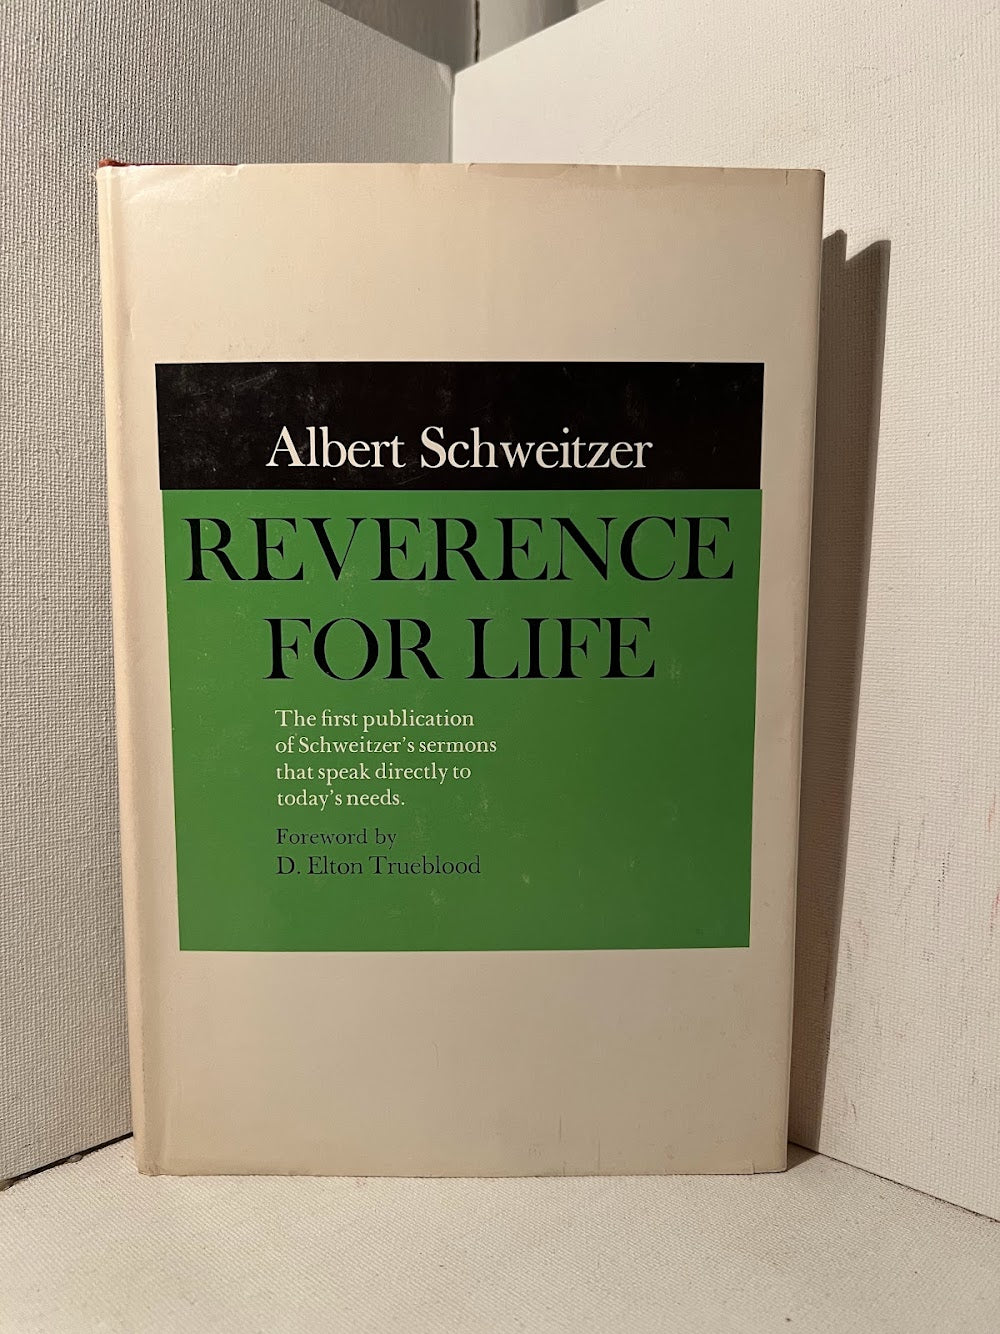 Albert Schweitzer
REVERENCE
FOR LIFE
The first publication
of Schweitzer's sermons
that speak directly to
today's needs.
Foreword by
D. Elton Trueblood